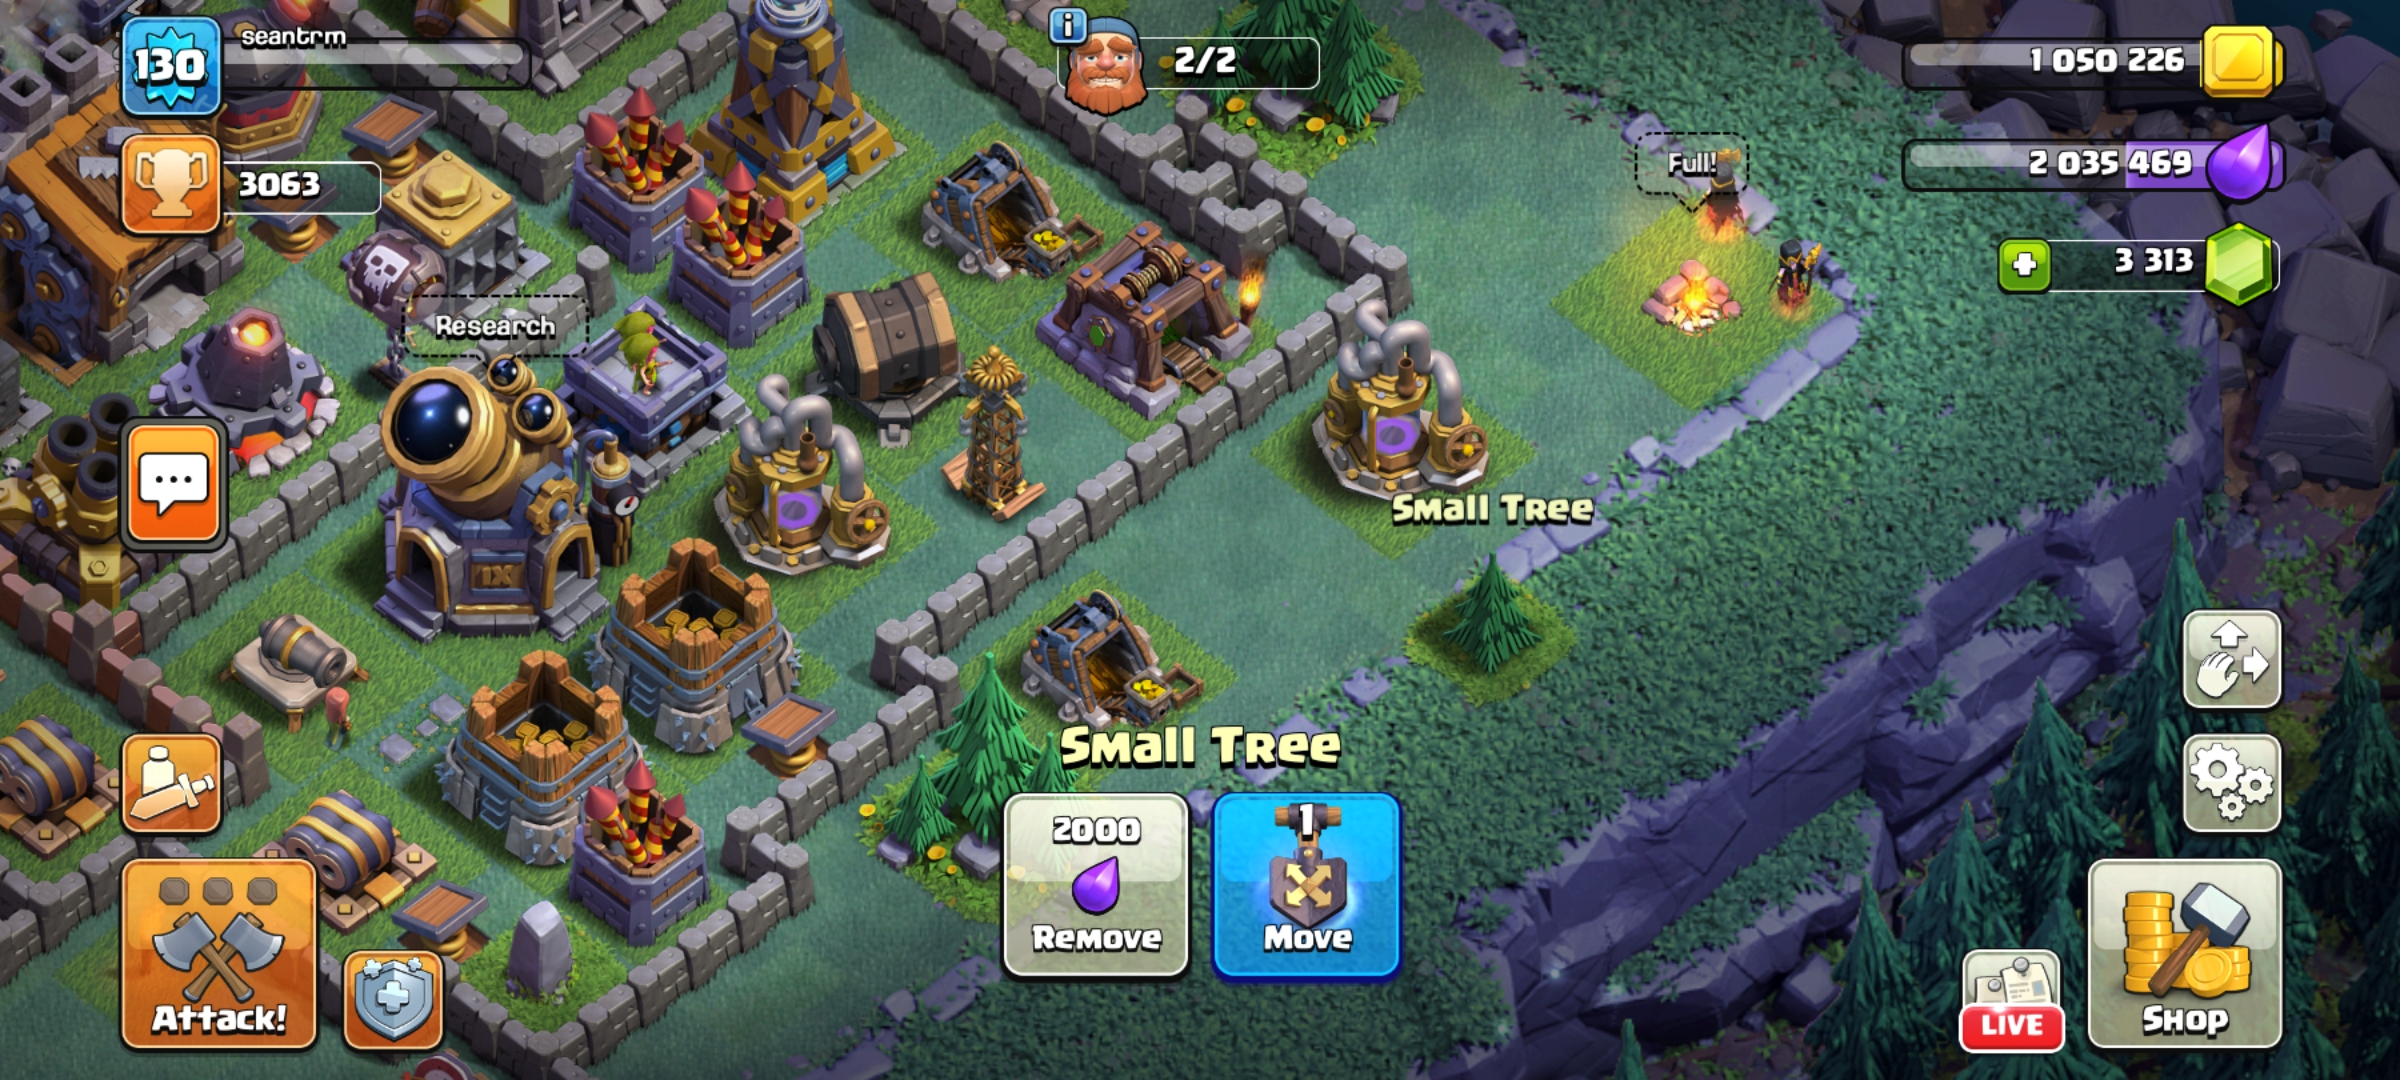 130
seantrm
i
2/2
1 050 226
Full!
2 035 469
3063
3 313
Research
Small Tree
IX
Small Tree
2000
Remove
1
Move
Attack!
LIVE
Shop